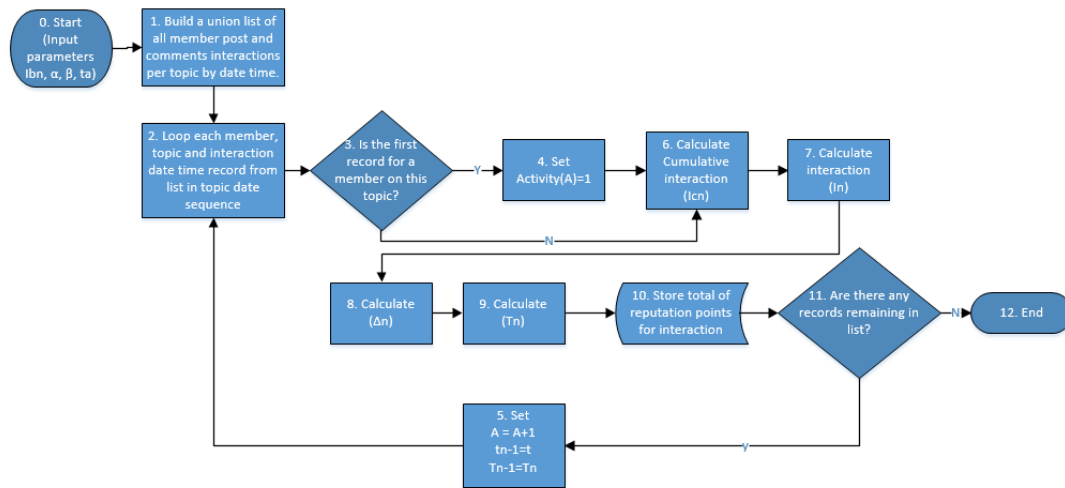 0. Start
(Input
parameters
Ibn, α, β, ta)
1. Build a union list of
all member post and
comments interactions
per topic by date time.
2. Loop each member,
topic and interaction
date time record from
list in topic date
sequence
3. Is the first
record for a
member on this
topic?
Y
N
4. Set
Activity(A)=1
6. Calculate
Cumulative
interaction
(Icn)
7. Calculate
interaction
(In)
8. Calculate
(Δn)
9. Calculate
(Tn)
10. Store total of
reputation points
for interaction
11. Are there any
records remaining in
list?
N
12. End
y
5. Set
A = A+1
tn-1=t
Tn-1=Tn